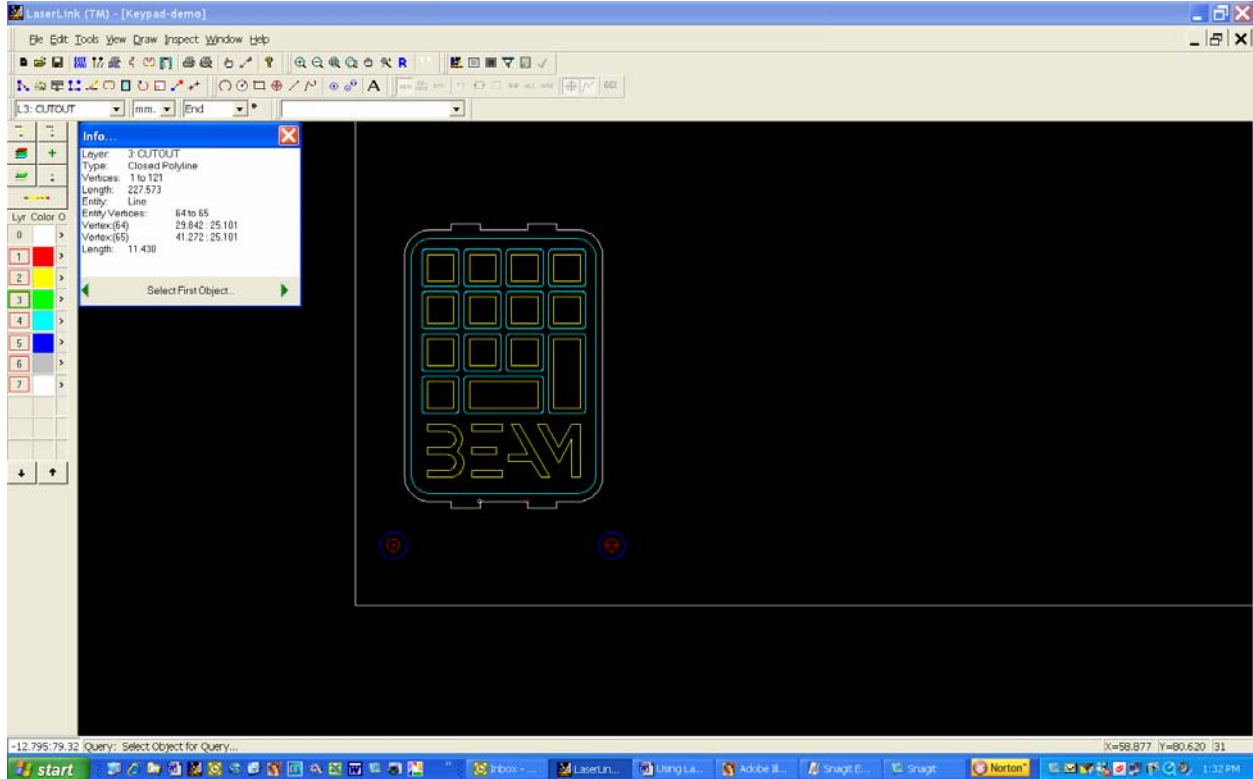 LaserLink (TM) - [Keypad-demo]
File Edit Tools View Draw Inspect Window Help
R
A
L3: CUTOUT mm. End
Info...
Layer: 3: CUTOUT
Type: Closed Polyline
Vertices: 1 to 121
Length: 227.573
Entity: Line
Entity Vertices: 64 to 65
Vertex:(64) 29.842 : 25.101
Vertex:(65) 41.272 : 25.101
Length: 11.430
Select First Object...
Lyr Color O
0 >
1 >
2 >
3 >
4 >
5 >
6 >
7 >
BEAM
-12.795:79.32 Query: Select Object for Query... X=58.877 Y=80.620 31
start Inbox - ... LaserLin... Using La... Adobe Ill... SnagIt E... SnagIt Norton 1:32 PM